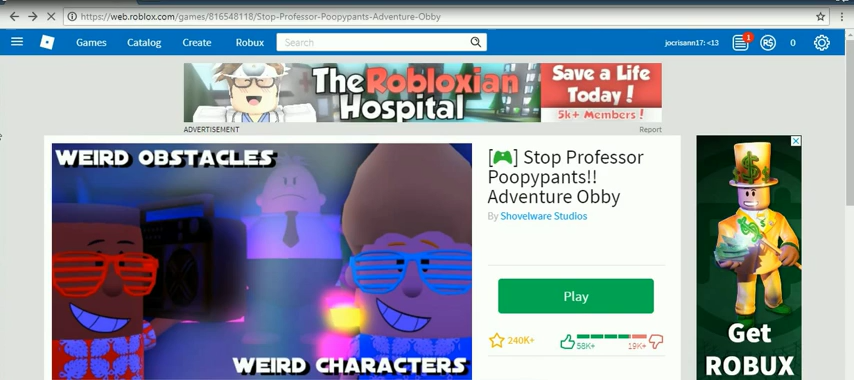 https://web.roblox.com/games/816548118/Stop-Professor-Poopypants-Adventure-Obby
Games Catalog Create Robux Search jocrisann17: <13 1 R$ 0
The Robloxian Hospital
Save a Life Today!
5k+ Members!
ADVERTISEMENT Report
WEIRD OBSTACLES
WEIRD CHARACTERS
[🎮] Stop Professor
Poopypants!!
Adventure Obby
By Shovelware Studios
Play
240K+ 58K+ 19K+
Get
ROBUX